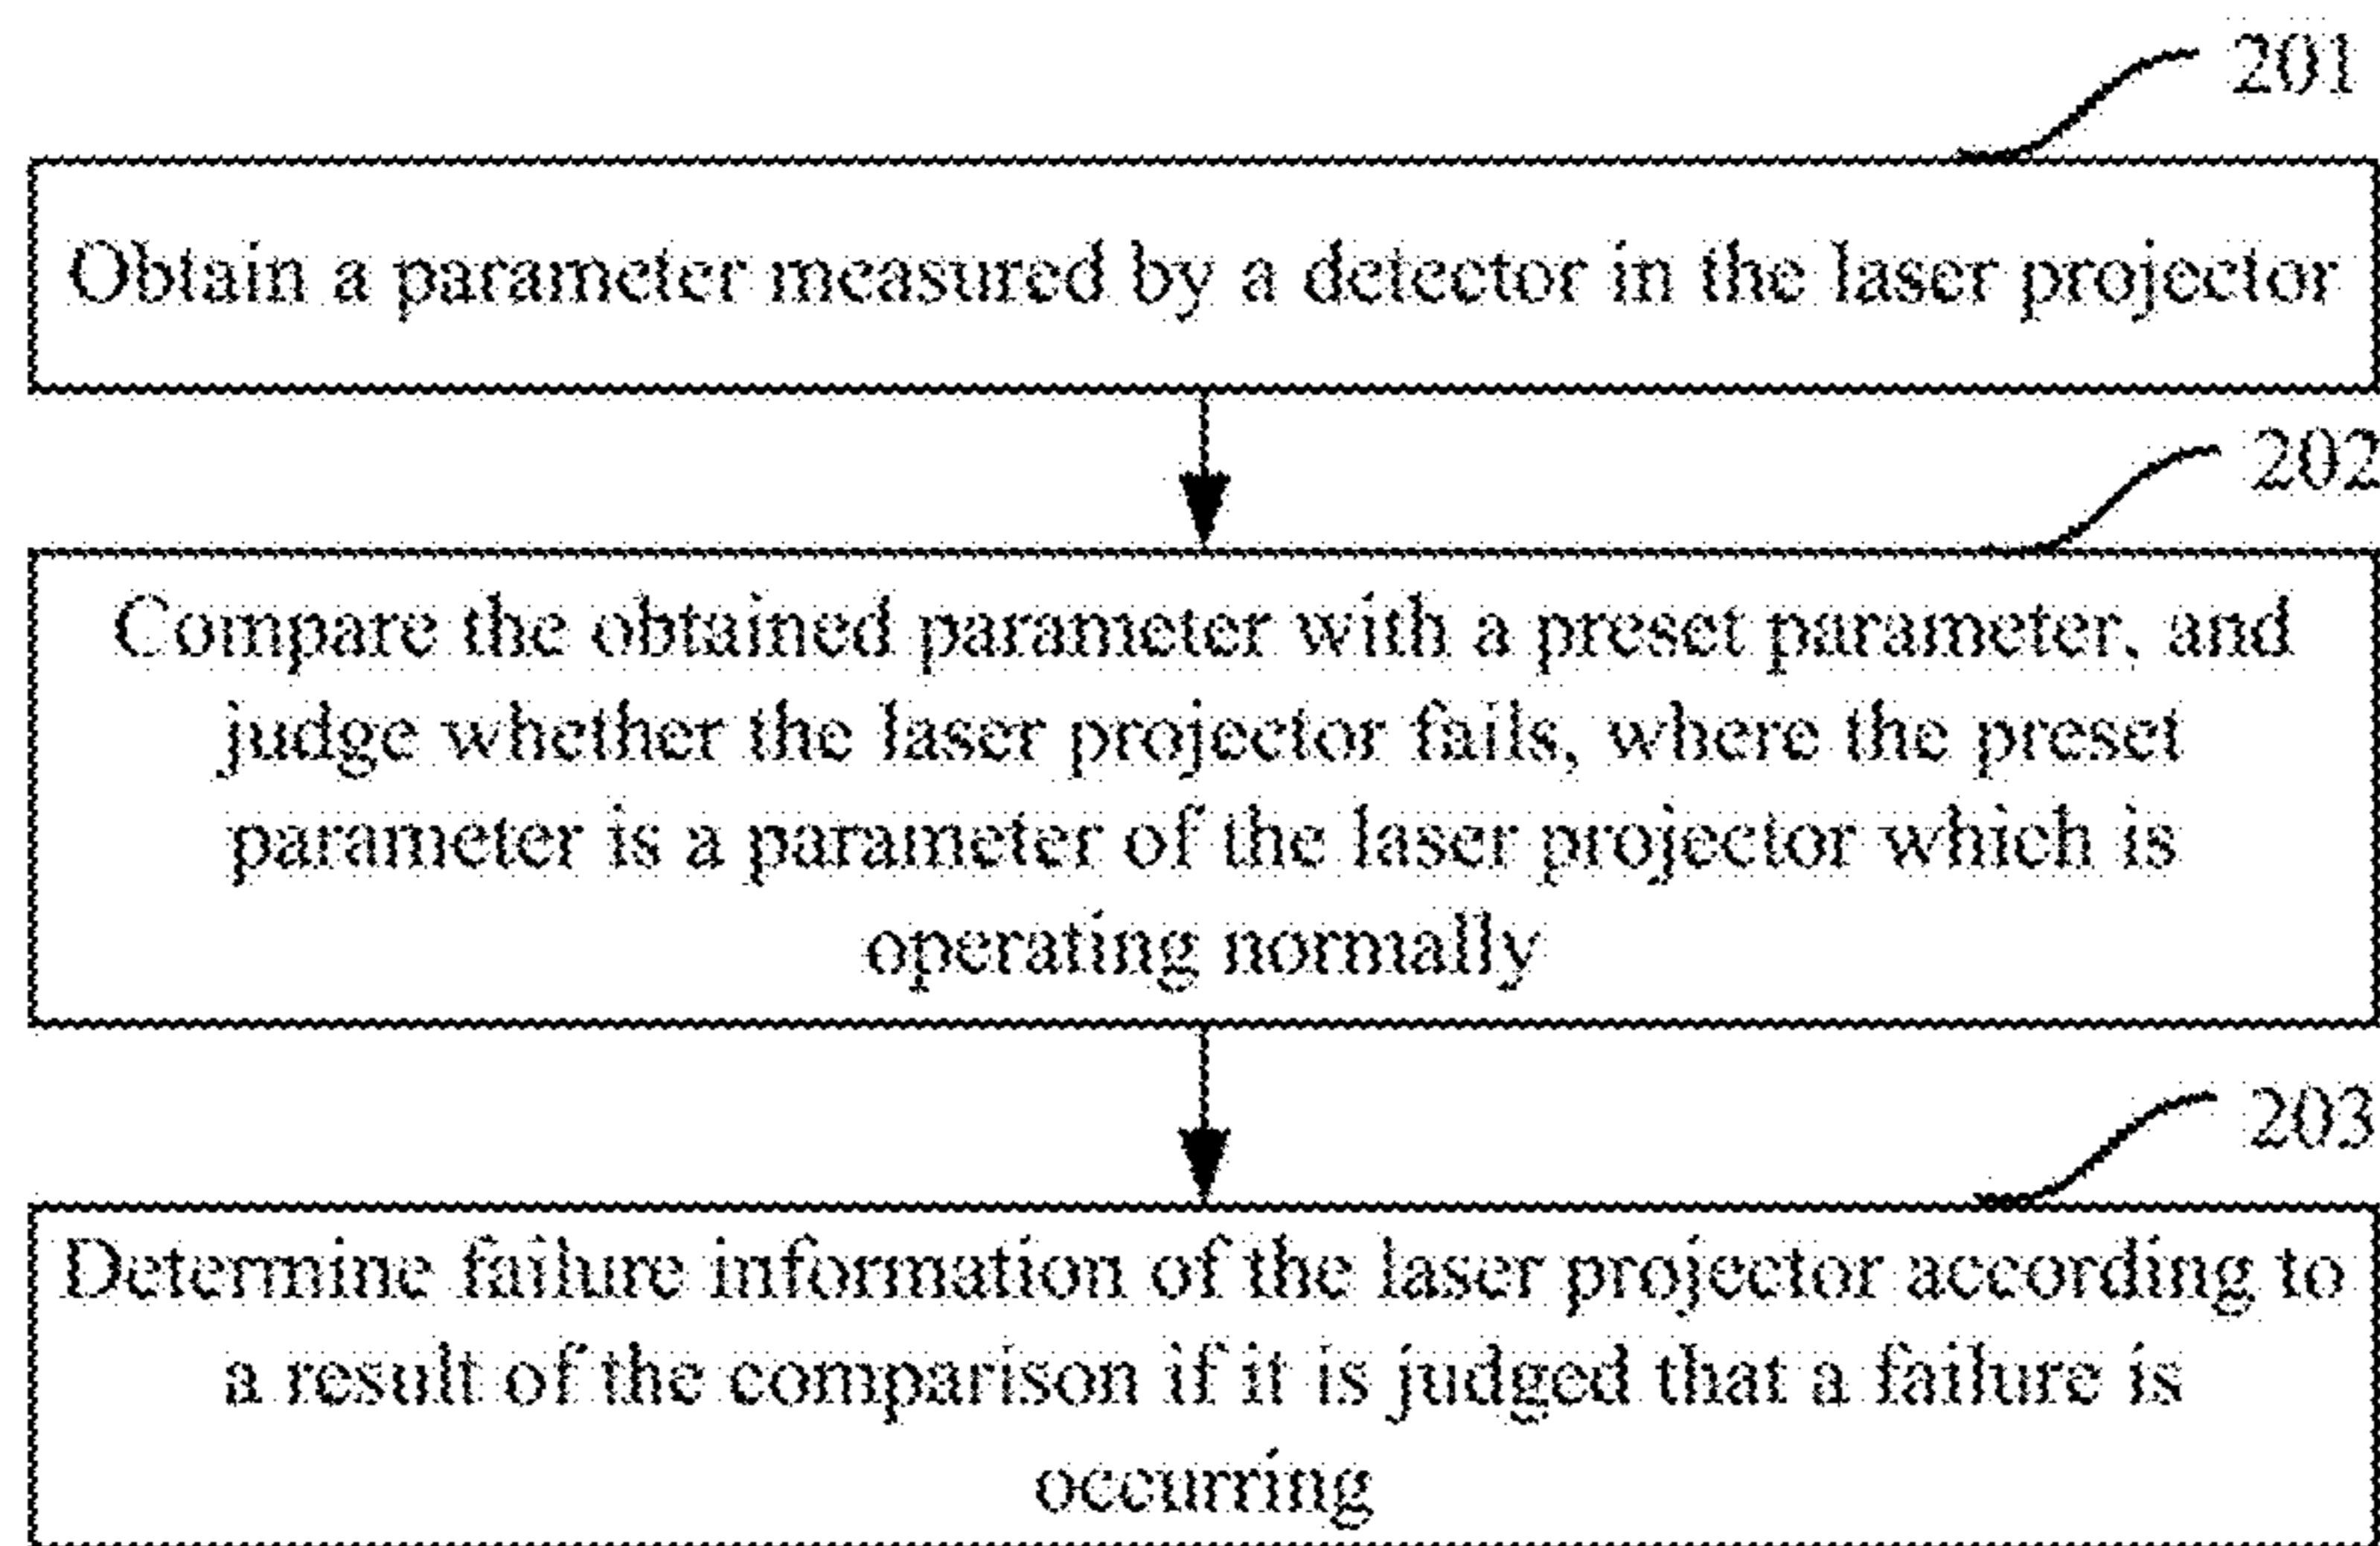 201
Obtain a parameter measured by a detector in the laser projector
202
Compare the obtained parameter with a preset parameter, and
judge whether the laser projector fails, where the preset
parameter is a parameter of the laser projector which is
operating normally
203
Determine failure information of the laser projector according to
a result of the comparison if it is judged that a failure is
occurring